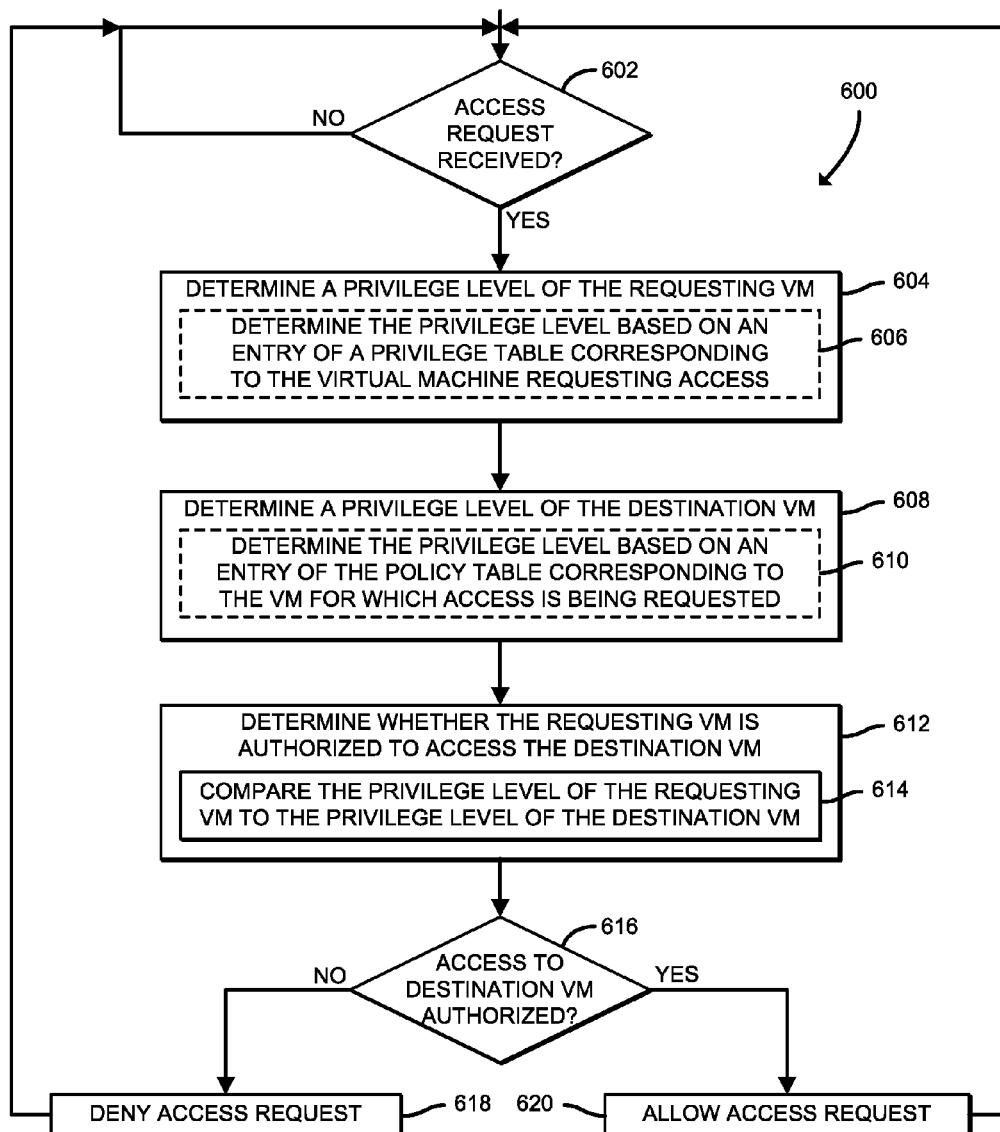 602
600
NO
ACCESS
REQUEST
RECEIVED?
YES
DETERMINE A PRIVILEGE LEVEL OF THE REQUESTING VM
604
DETERMINE THE PRIVILEGE LEVEL BASED ON AN
ENTRY OF A PRIVILEGE TABLE CORRESPONDING
TO THE VIRTUAL MACHINE REQUESTING ACCESS
606
DETERMINE A PRIVILEGE LEVEL OF THE DESTINATION VM
608
DETERMINE THE PRIVILEGE LEVEL BASED ON AN
ENTRY OF THE POLICY TABLE CORRESPONDING TO
THE VM FOR WHICH ACCESS IS BEING REQUESTED
610
DETERMINE WHETHER THE REQUESTING VM IS
AUTHORIZED TO ACCESS THE DESTINATION VM
612
COMPARE THE PRIVILEGE LEVEL OF THE REQUESTING
VM TO THE PRIVILEGE LEVEL OF THE DESTINATION VM
614
616
NO
ACCESS TO
DESTINATION VM
AUTHORIZED?
YES
DENY ACCESS REQUEST
618
620
ALLOW ACCESS REQUEST